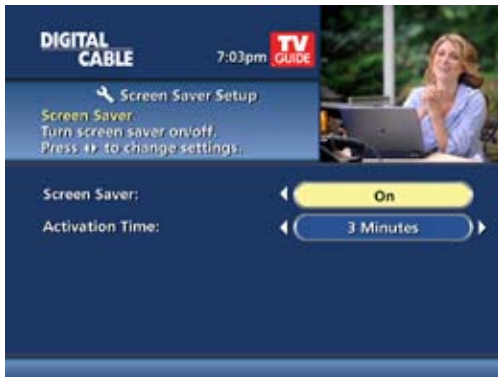 DIGITAL
CABLE
7:03pm
TV
GUIDE
Screen Saver Setup
Screen Saver
Turn screen saver on/off.
Press ◀▶ to change settings.
Screen Saver:
On
Activation Time:
3 Minutes